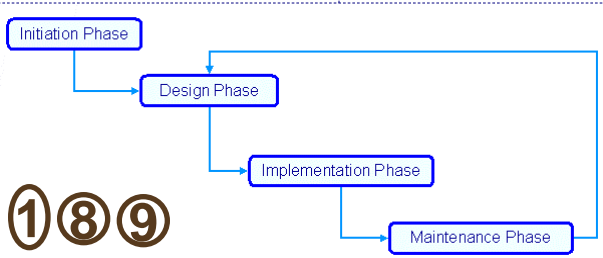 Initiation Phase
Design Phase
Implementation Phase
Maintenance Phase
189